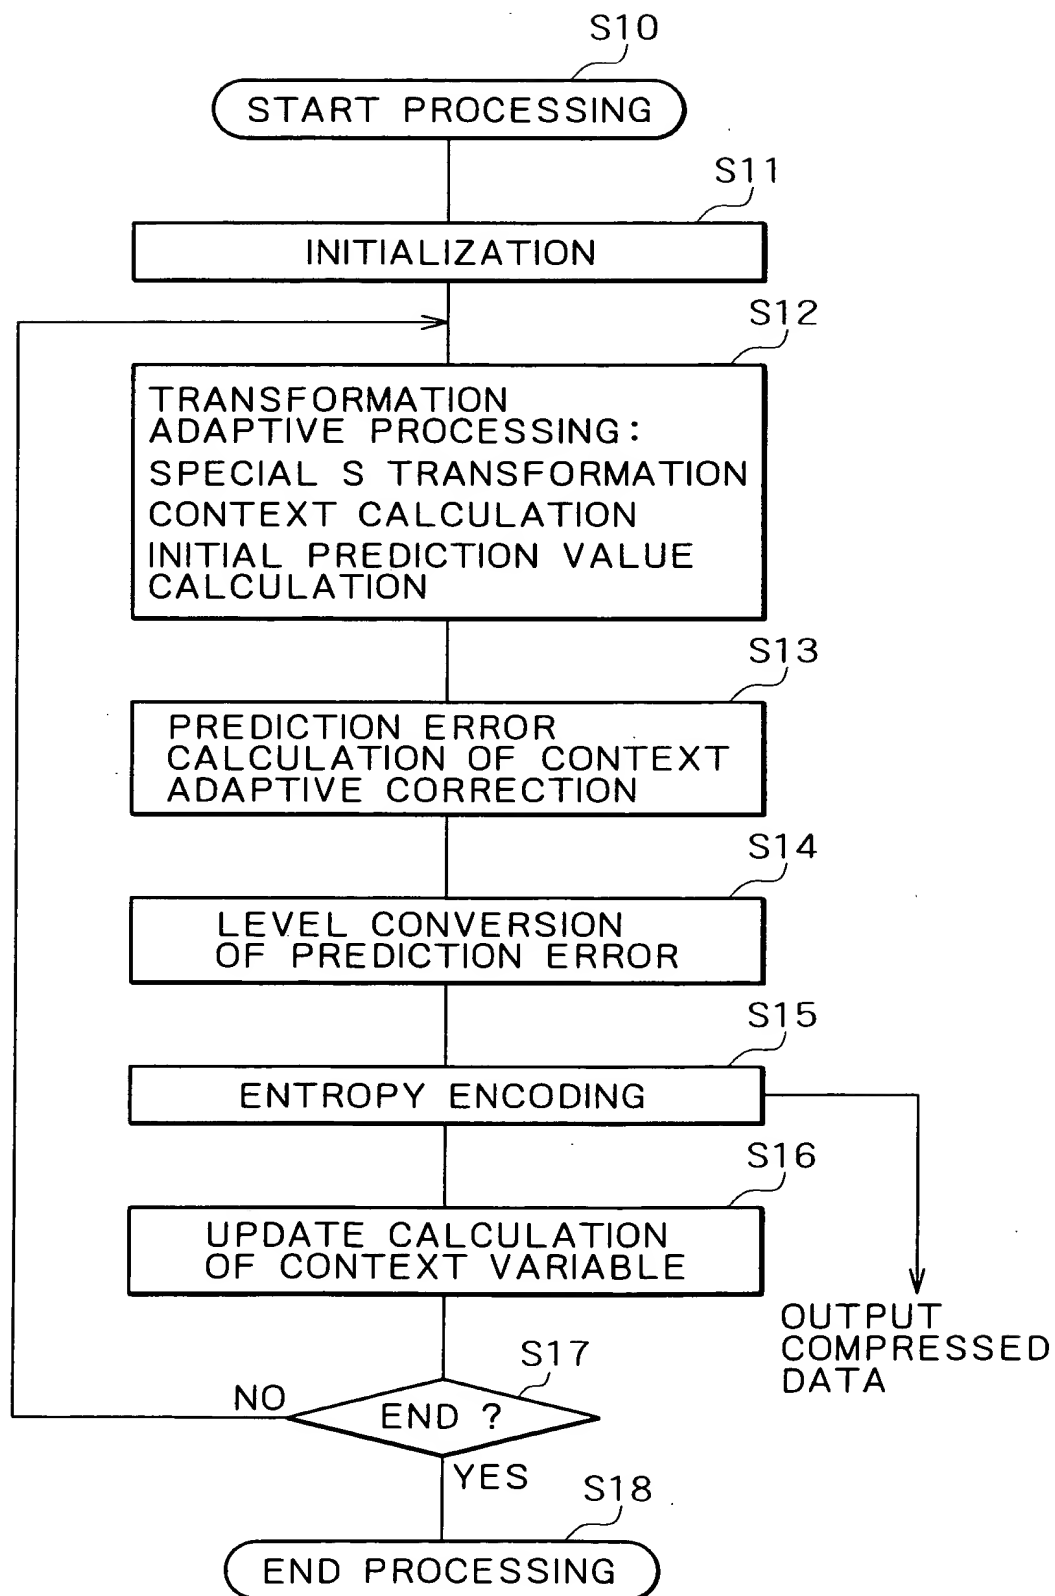 S10
START PROCESSING
S11
INITIALIZATION
S12
TRANSFORMATION
ADAPTIVE PROCESSING:
SPECIAL S TRANSFORMATION
CONTEXT CALCULATION
INITIAL PREDICTION VALUE
CALCULATION
S13
PREDICTION ERROR
CALCULATION OF CONTEXT
ADAPTIVE CORRECTION
S14
LEVEL CONVERSION
OF PREDICTION ERROR
S15
ENTROPY ENCODING
S16
UPDATE CALCULATION
OF CONTEXT VARIABLE
OUTPUT
COMPRESSED
DATA
S17
NO
END ?
YES
S18
END PROCESSING